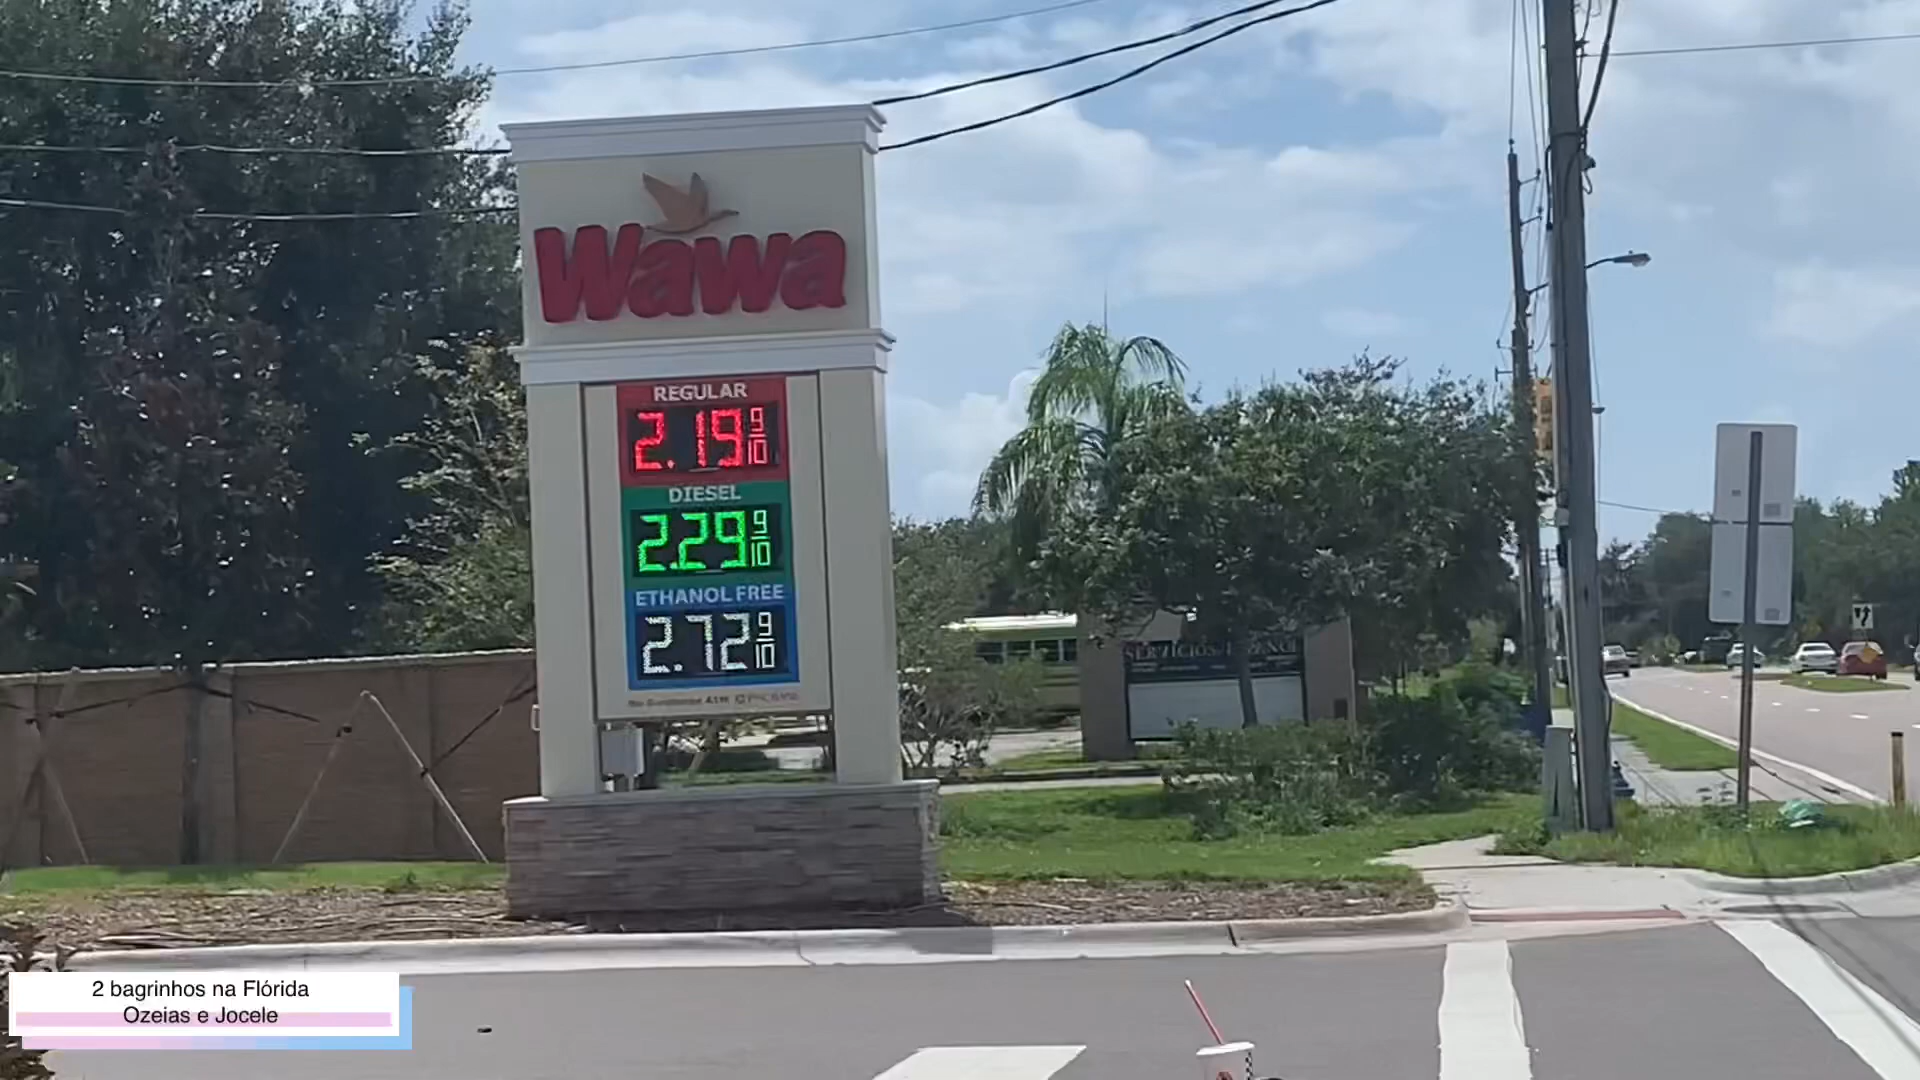 Wawa
REGULAR
2.19 9/10
DIESEL
2.29 9/10
ETHANOL FREE
2.72 9/10
2 bagrinhos na Flórida
Ozeias e Jocele